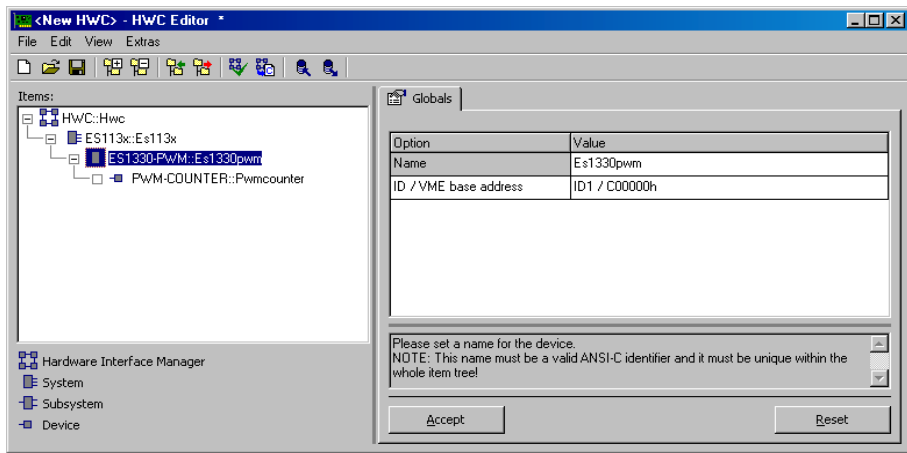 <New HWC> - HWC Editor *
File Edit View Extras
Items:
HWC::Hwc
ES113x::Es113x
ES1330-PWM::Es1330pwm
PWM-COUNTER::Pwmcounter
Hardware Interface Manager
System
Subsystem
Device
Globals
Option Value
Name Es1330pwm
ID / VME base address ID1 / C00000h
Please set a name for the device.
NOTE: This name must be a valid ANSI-C identifier and it must be unique within the
whole item tree!
Accept Reset